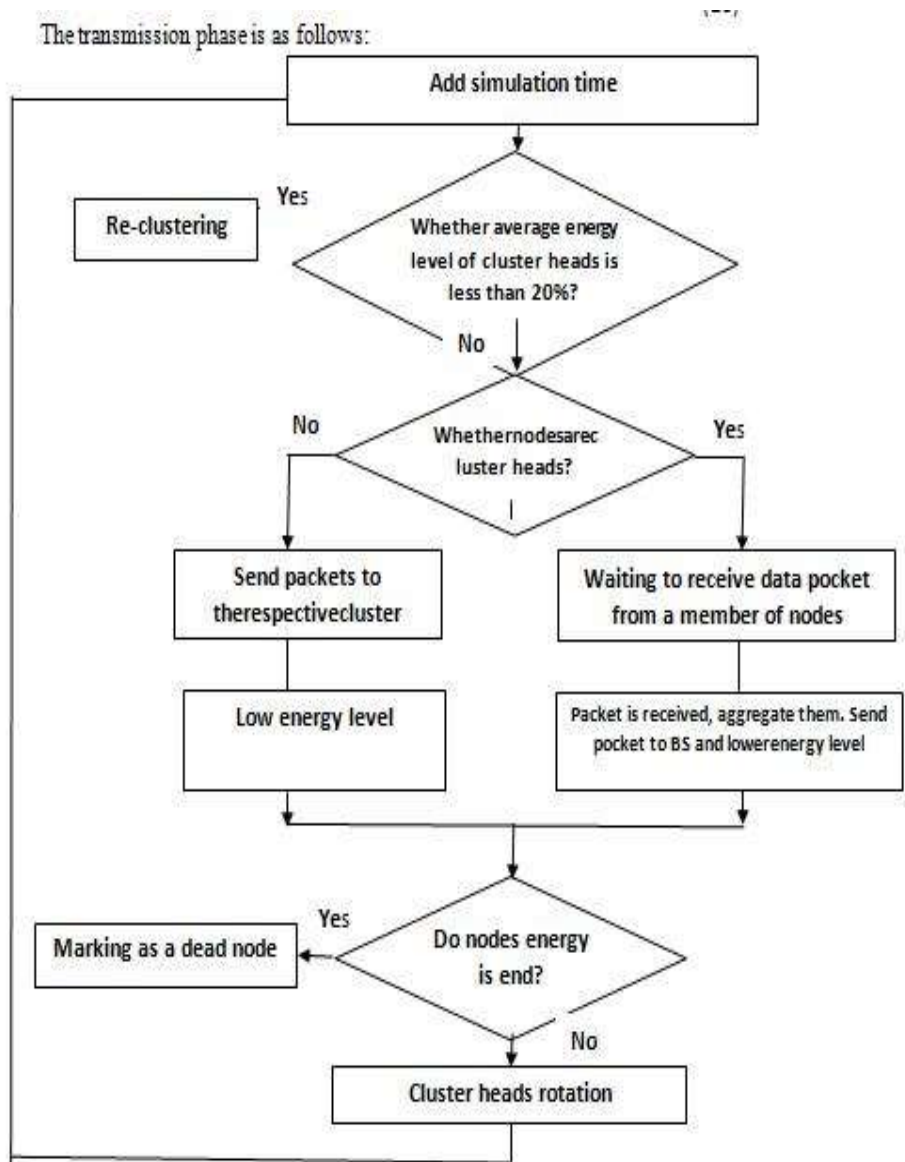 The transmission phase is as follows:
Add simulation time
Yes
Re-clustering
Whether average energy
level of cluster heads is
less than 20%?
No
No
Whethernodesarec
luster heads?
Yes
Send packets to
therespectivecluster
Waiting to receive data pocket
from a member of nodes
Low energy level
Packet is received, aggregate them. Send
pocket to BS and lowerenergy level
Yes
Marking as a dead node
Do nodes energy
is end?
No
Cluster heads rotation